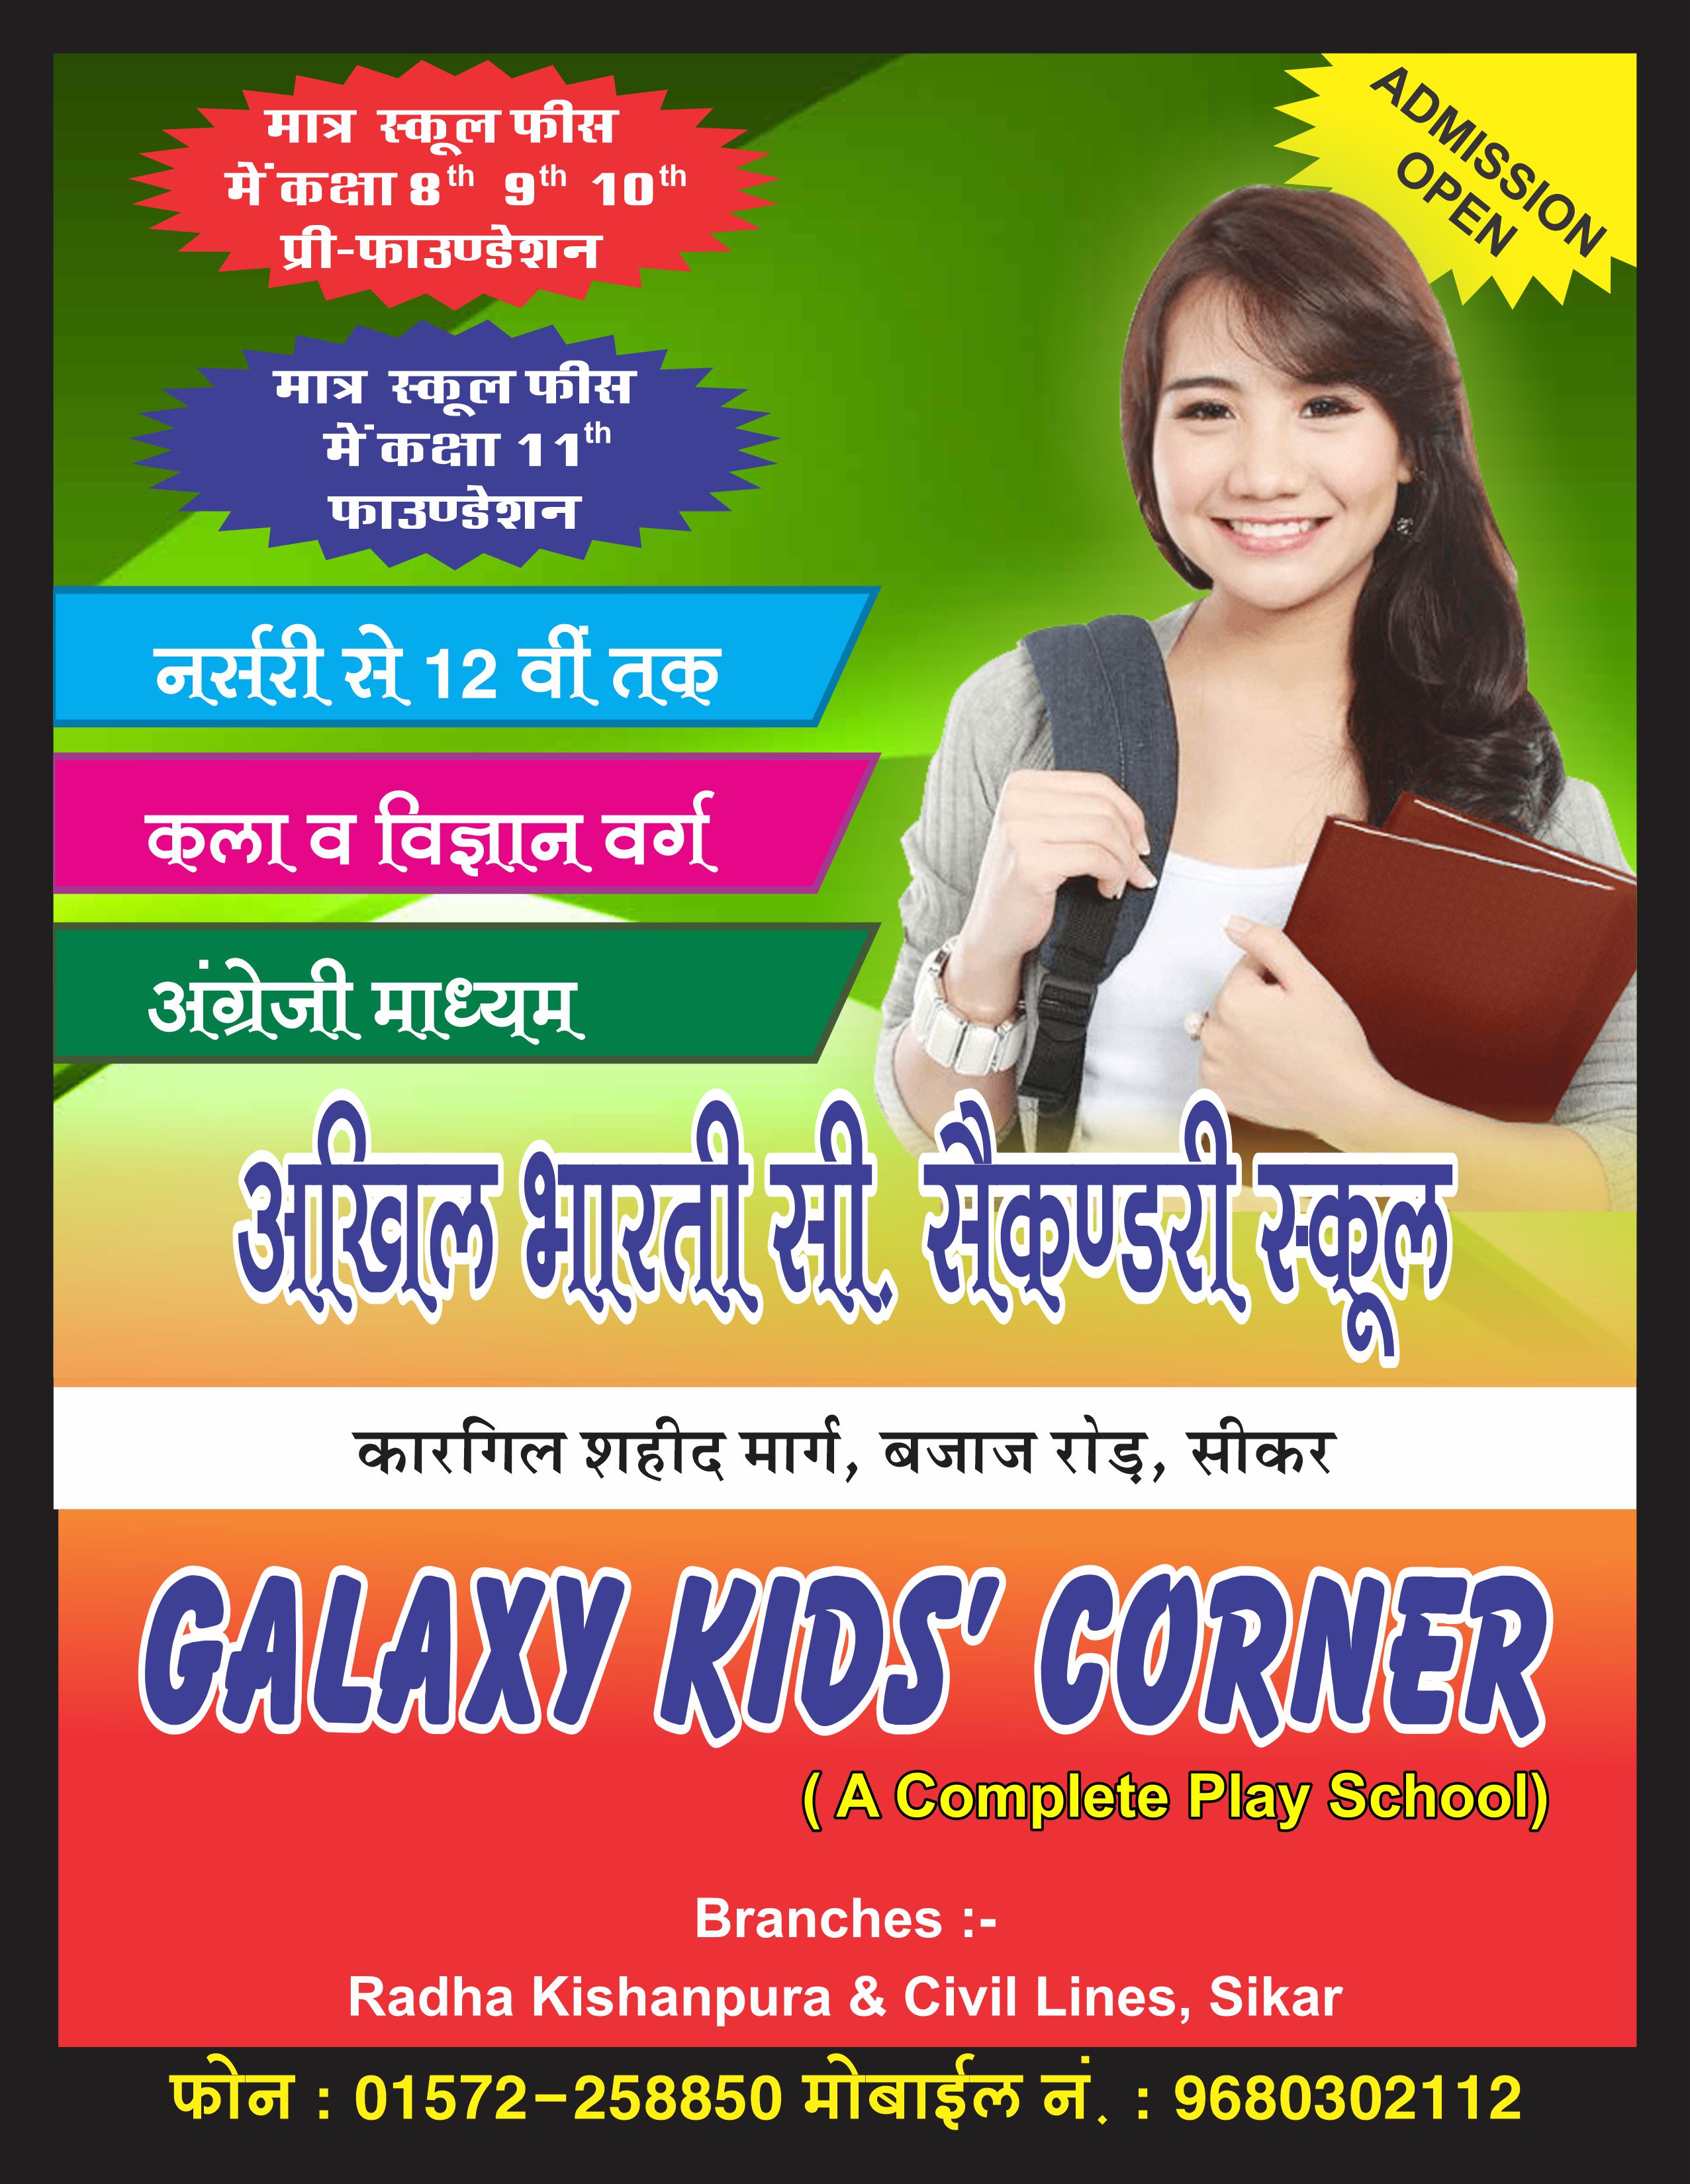 मात्र स्कूल फीस
में कक्षा 8th 9th 10th
प्री-फाउण्डेशन
ADMISSION
OPEN
मात्र स्कूल फीस
में कक्षा 11th
फाउण्डेशन
नर्सरी से 12 वीं तक
कला व विज्ञान वर्ग
अंग्रेजी माध्यम
अखिल भारती सी. सैकण्डरी स्कूल
कारगिल शहीद मार्ग, बजाज रोड़, सीकर
GALAXY KIDS' CORNER
( A Complete Play School)
Branches :-
Radha Kishanpura & Civil Lines, Sikar
फोन : 01572-258850 मोबाईल नं. : 9680302112